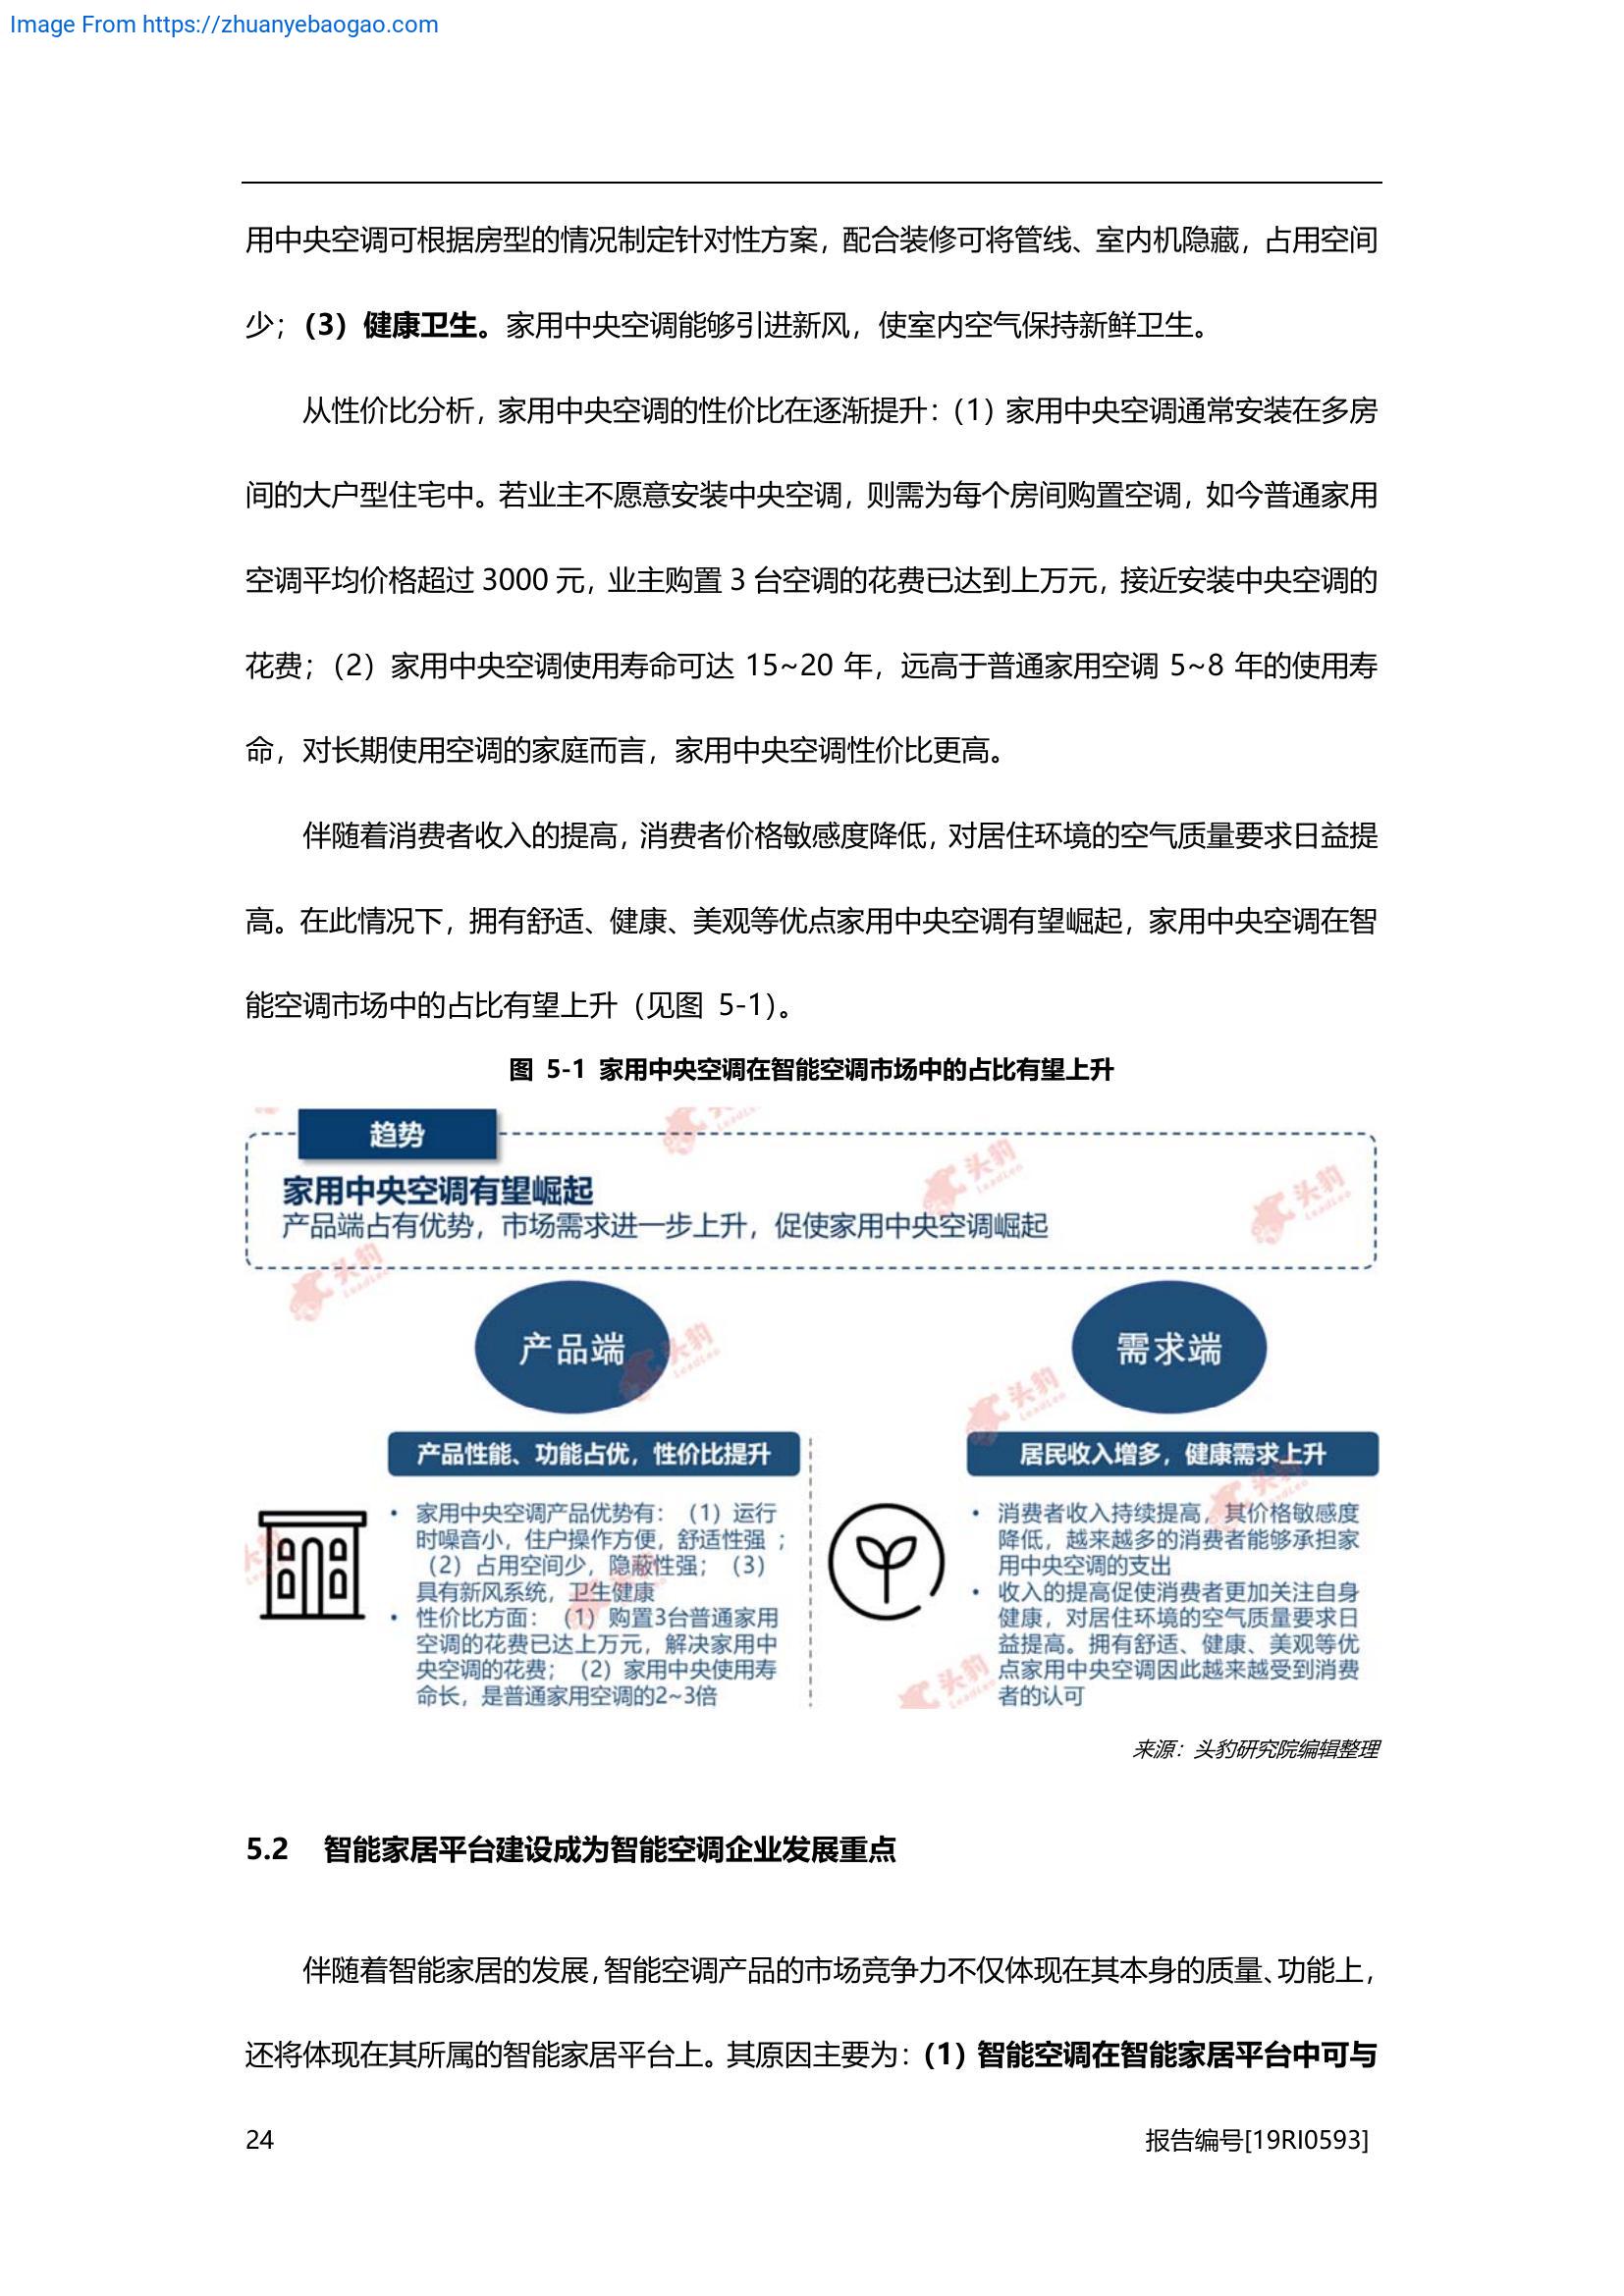 Image From https://zhuanyebaogao.com
用中央空调可根据房型的情况制定针对性方案，配合装修可将管线、室内机隐藏，占用空间
少；（3）健康卫生。家用中央空调能够引进新风，使室内空气保持新鲜卫生。
从性价比分析，家用中央空调的性价比在逐渐提升：（1）家用中央空调通常安装在多房
间的大户型住宅中。若业主不愿意安装中央空调，则需为每个房间购置空调，如今普通家用
空调平均价格超过 3000 元，业主购置 3 台空调的花费已达到上万元，接近安装中央空调的
花费；（2）家用中央空调使用寿命可达 15~20 年，远高于普通家用空调 5~8 年的使用寿
命，对长期使用空调的家庭而言，家用中央空调性价比更高。
伴随着消费者收入的提高，消费者价格敏感度降低，对居住环境的空气质量要求日益提
高。在此情况下，拥有舒适、健康、美观等优点家用中央空调有望崛起，家用中央空调在智
能空调市场中的占比有望上升（见图 5-1）。
图 5-1 家用中央空调在智能空调市场中的占比有望上升
趋势
家用中央空调有望崛起
产品端占有优势，市场需求进一步上升，促使家用中央空调崛起
产品端
产品性能、功能占优，性价比提升
• 家用中央空调产品优势有：（1）运行
时噪音小，住户操作方便，舒适性强；
（2）占用空间少，隐蔽性强；（3）
具有新风系统，卫生健康
• 性价比方面：（1）购置3台普通家用
空调的花费已达上万元，解决家用中
央空调的花费；（2）家用中央使用寿
命长，是普通家用空调的2~3倍
需求端
居民收入增多，健康需求上升
• 消费者收入持续提高，其价格敏感度
降低，越来越多的消费者能够承担家
用中央空调的支出
• 收入的提高促使消费者更加关注自身
健康，对居住环境的空气质量要求日
益提高。拥有舒适、健康、美观等优
点家用中央空调因此越来越受到消费
者的认可
头豹
LeadLeo
来源：头豹研究院编辑整理
5.2 智能家居平台建设成为智能空调企业发展重点
伴随着智能家居的发展，智能空调产品的市场竞争力不仅体现在其本身的质量、功能上，
还将体现在其所属的智能家居平台上。其原因主要为：（1）智能空调在智能家居平台中可与
24
报告编号[19RI0593]